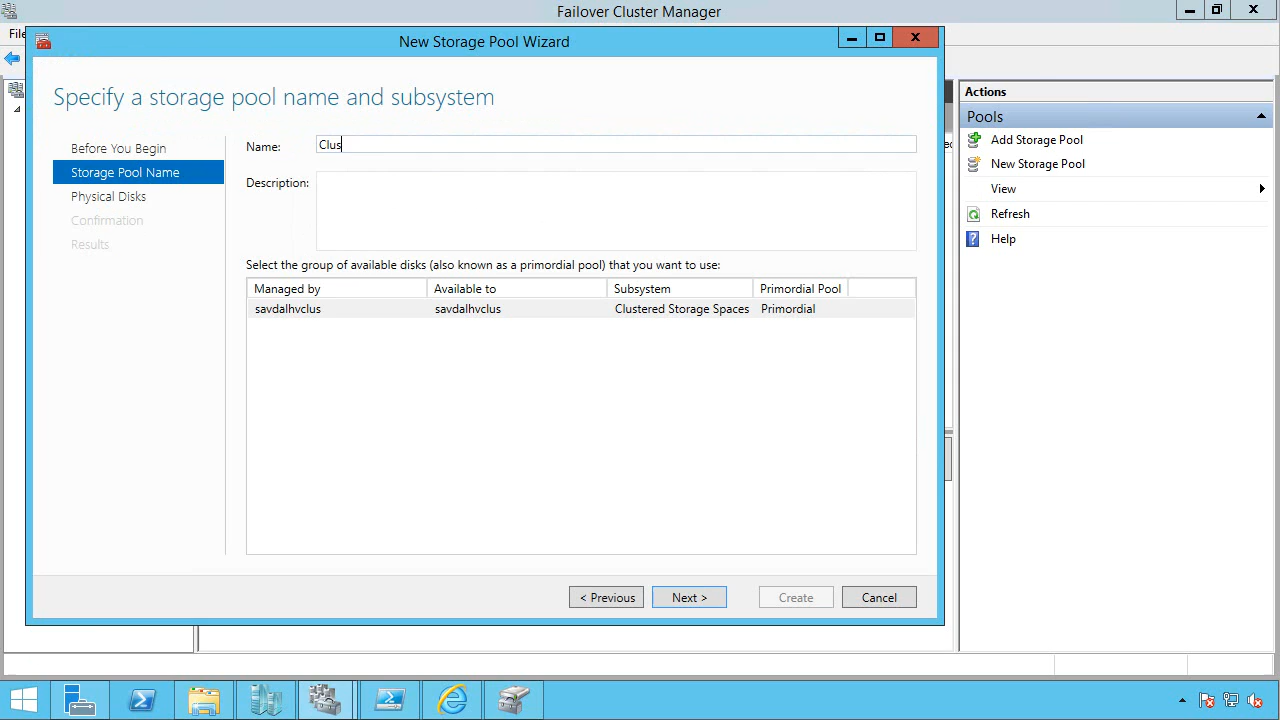 Failover Cluster Manager
File
New Storage Pool Wizard
Specify a storage pool name and subsystem
Before You Begin
Storage Pool Name
Physical Disks
Confirmation
Results
Name:
Clus
Description:
Select the group of available disks (also known as a primordial pool) that you want to use:
Managed by Available to Subsystem Primordial Pool
savdalhvclus savdalhvclus Clustered Storage Spaces Primordial
< Previous Next > Create Cancel
Actions
Pools
Add Storage Pool
New Storage Pool
View
Refresh
Help